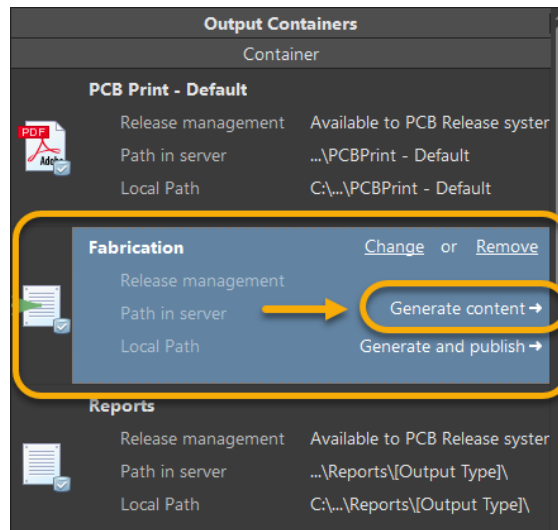 Output Containers
Container
PCB Print - Default
Release management Available to PCB Release syster
PDF
Adobe
Path in server ...\PCBPrint - Default
Local Path C:\...\PCBPrint - Default
Fabrication Change or Remove
Release management
Path in server Generate content →
Local Path Generate and publish →
Reports
Release management Available to PCB Release syster
Path in server ...\Reports\[Output Type]\
Local Path C:\...\Reports\[Output Type]\